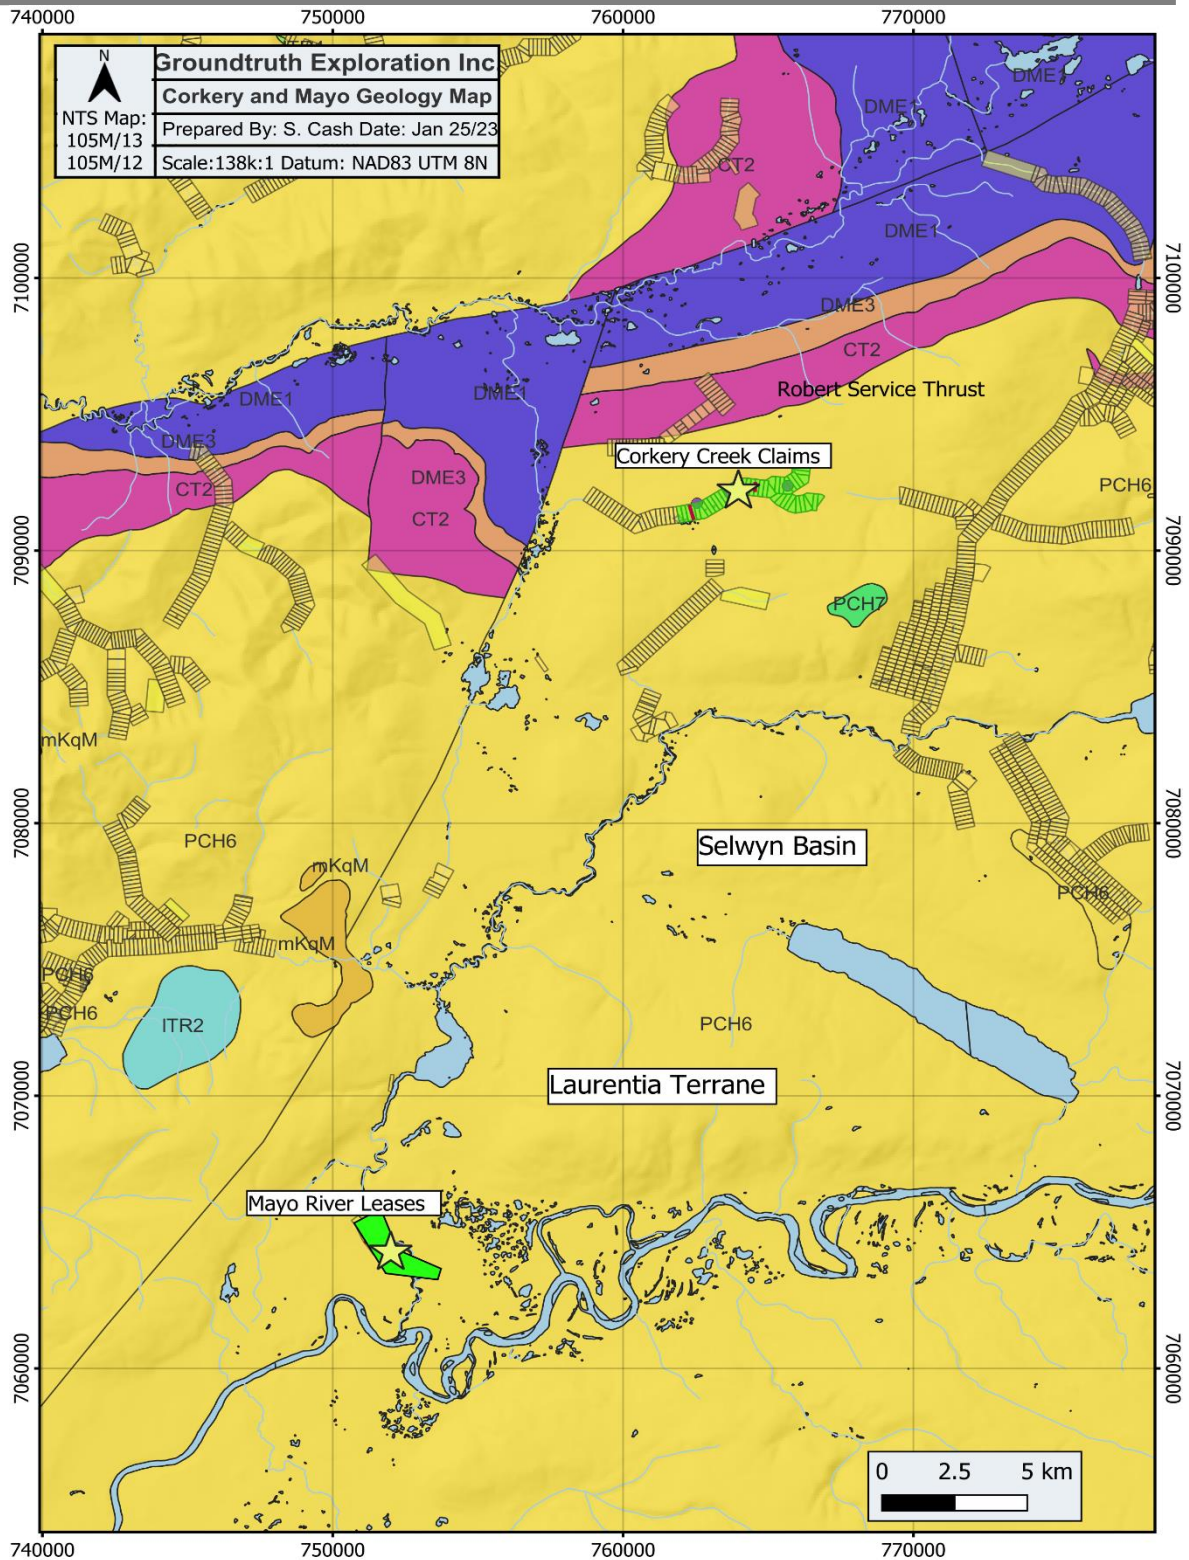 740000 750000 760000 770000
N
NTS Map:
105M/13
105M/12
Groundtruth Exploration Inc
Corkery and Mayo Geology Map
Prepared By: S. Cash Date: Jan 25/23
Scale:138k:1 Datum: NAD83 UTM 8N
DME1
DME1
CT2
DME1
7100000 7100000
DME3
CT2
Robert Service Thrust
DME1
DME1
DME3
Corkery Creek Claims
DME3
CT2
PCH6
CT2
7090000 7090000
PCH7
mKqM
7080000 7080000
PCH6
Selwyn Basin
mKqM
PCH6
mKqM
PCH6
PCH6
ITR2
PCH6
Laurentia Terrane
7070000 7070000
Mayo River Leases
7060000 7060000
0 2.5 5 km
740000 750000 760000 770000